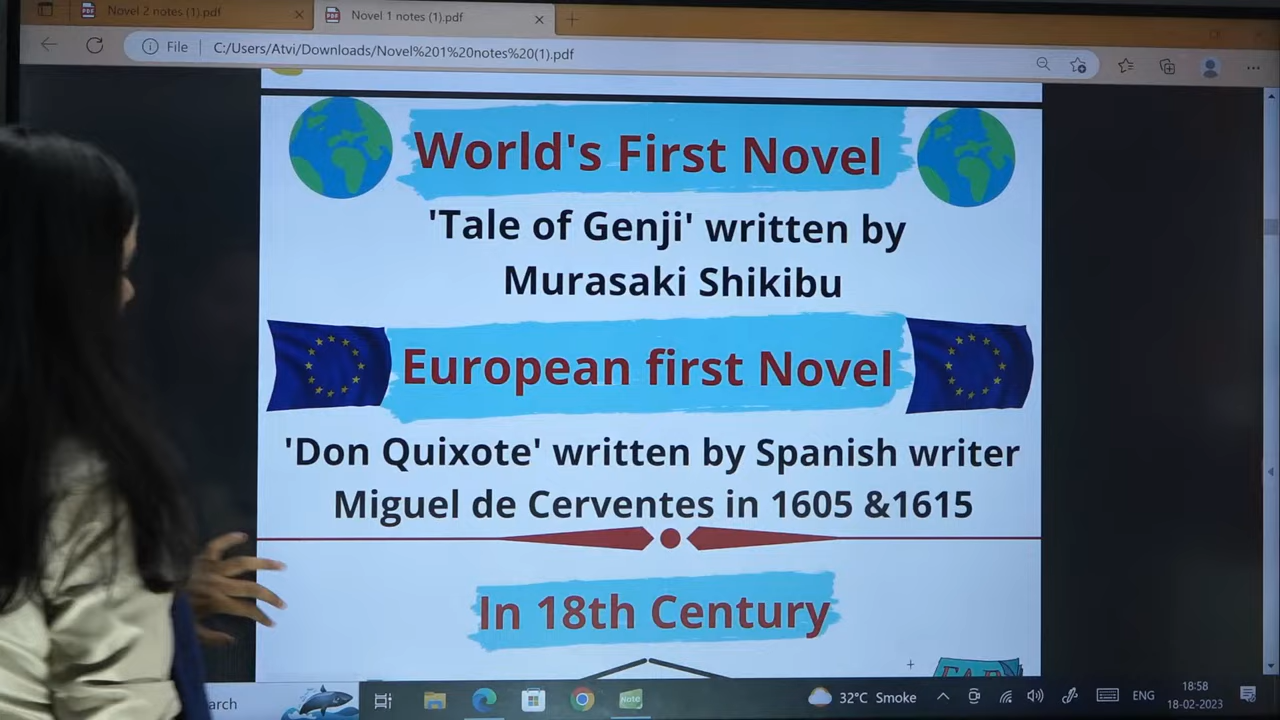 Novel 2 notes (1).pdf
Novel 1 notes (1).pdf
File
C:/Users/Atvi/Downloads/Novel%201%20notes%20(1).pdf
World's First Novel
'Tale of Genji' written by
Murasaki Shikibu
European first Novel
'Don Quixote' written by Spanish writer
Miguel de Cerventes in 1605 &1615
In 18th Century
arch
Note
32°C Smoke
ENG
18:58
18-02-2023